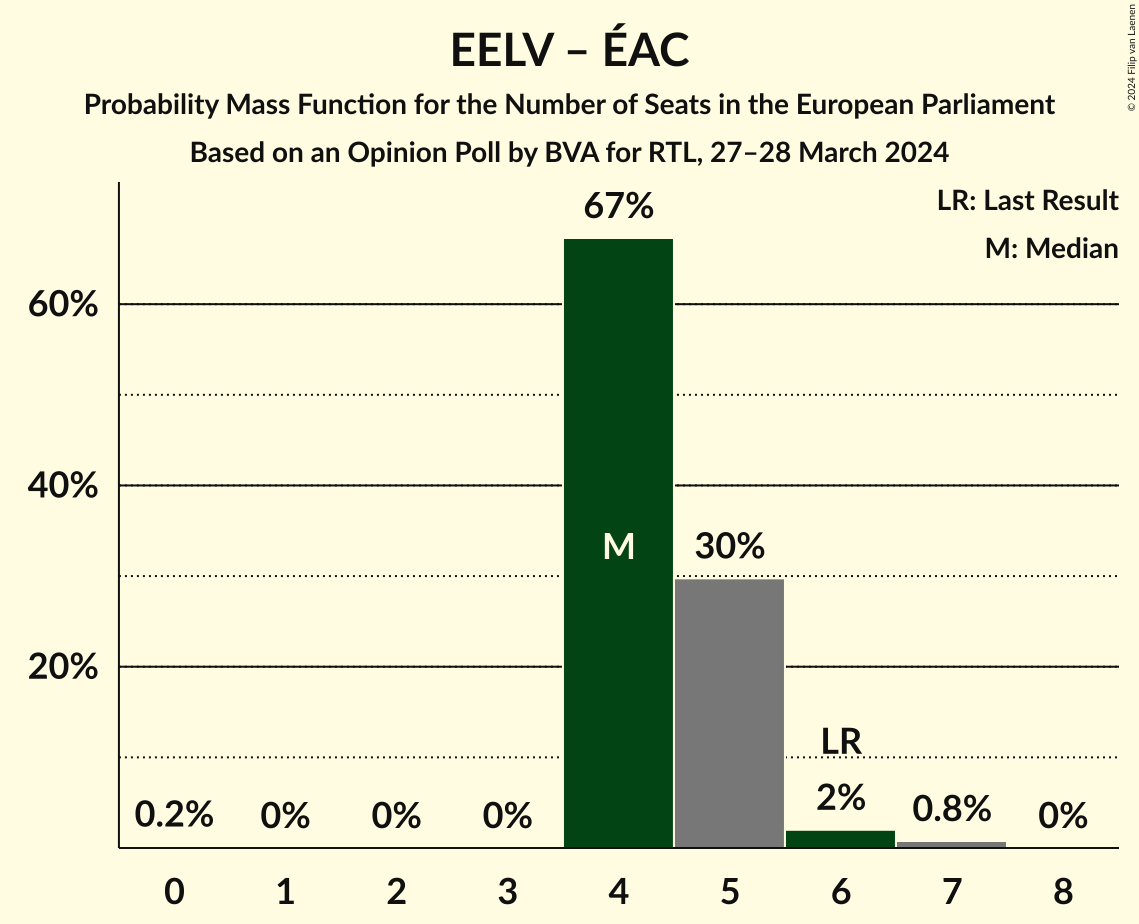 EELV – ÉAC
Probability Mass Function for the Number of Seats in the European Parliament
Based on an Opinion Poll by BVA for RTL, 27–28 March 2024
© 2024 Filip van Laenen
LR: Last Result
M: Median
60%
40%
20%
0.2%
0%
0%
0%
67%
M
30%
LR
2%
0.8%
0%
0
1
2
3
4
5
6
7
8